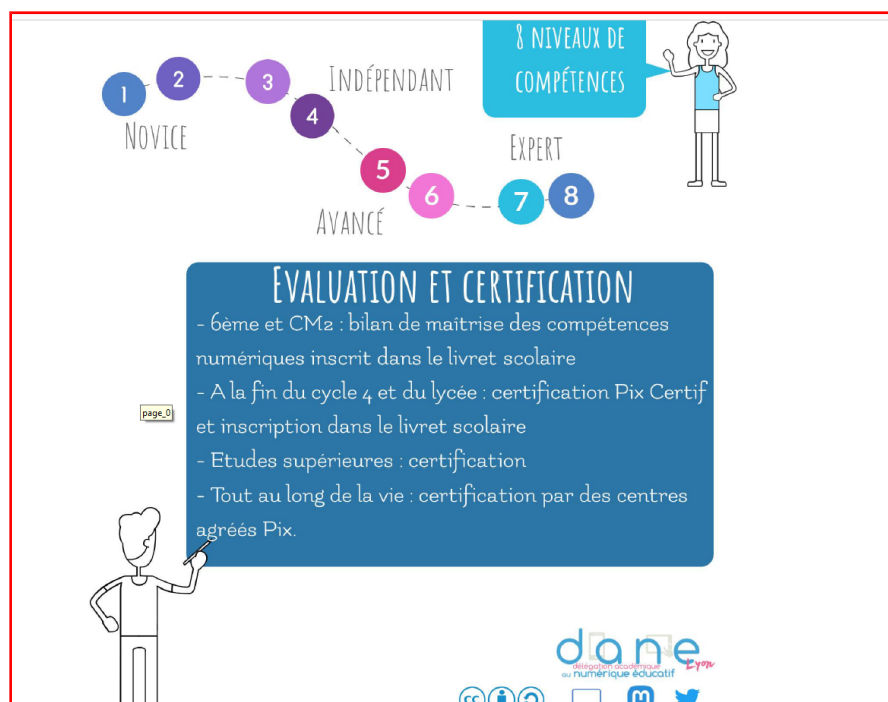 8 NIVEAUX DE
COMPÉTENCES
1
2
3
INDÉPENDANT
4
NOVICE
5
EXPERT
6
7
8
AVANCÉ
EVALUATION ET CERTIFICATION
- 6ème et CM2 : bilan de maîtrise des compétences
numériques inscrit dans le livret scolaire
- A la fin du cycle 4 et du lycée : certification Pix Certif
et inscription dans le livret scolaire
- Etudes supérieures : certification
- Tout au long de la vie : certification par des centres
agréés Pix.
page_0
dane
délégation académique
au numérique éducatif
Lyon
cc
m